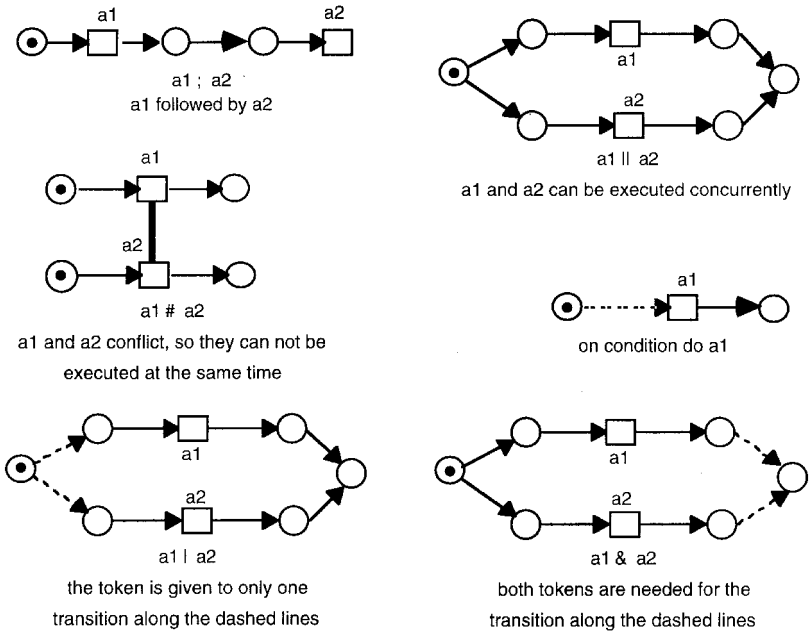 a1
a2
a1 ; a2
a1 followed by a2
a1
a2
a1 || a2
a1 and a2 can be executed concurrently
a1
a2
a1 # a2
a1 and a2 conflict, so they can not be
executed at the same time
a1
on condition do a1
a1
a2
a1 | a2
the token is given to only one
transition along the dashed lines
a1
a2
a1 & a2
both tokens are needed for the
transition along the dashed lines